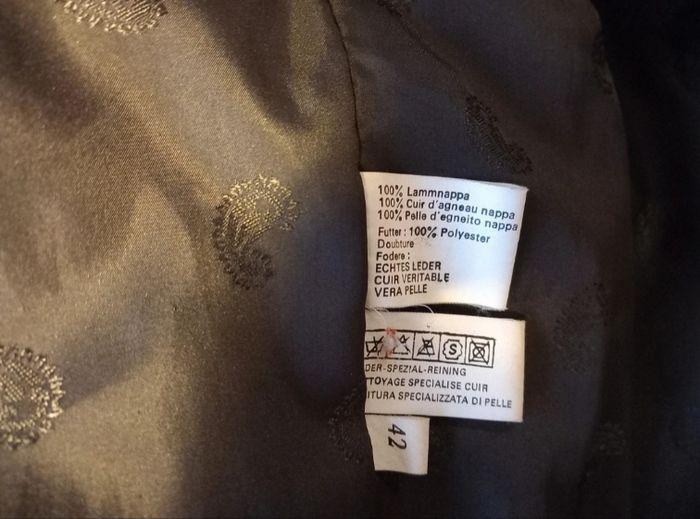 100% Lammnappa
100% Cuir d'agneau nappa
100% Pelle d'egneito nappa
Futter: 100% Polyester
Doubture
Fodere:
ECHTES LEDER
CUIR VERITABLE
VERA PELLE
S
DER-SPEZIAL-REINING
TTOYAGE SPECIALISE CUIR
ITURA SPECIALIZZATA DI PELLE
42